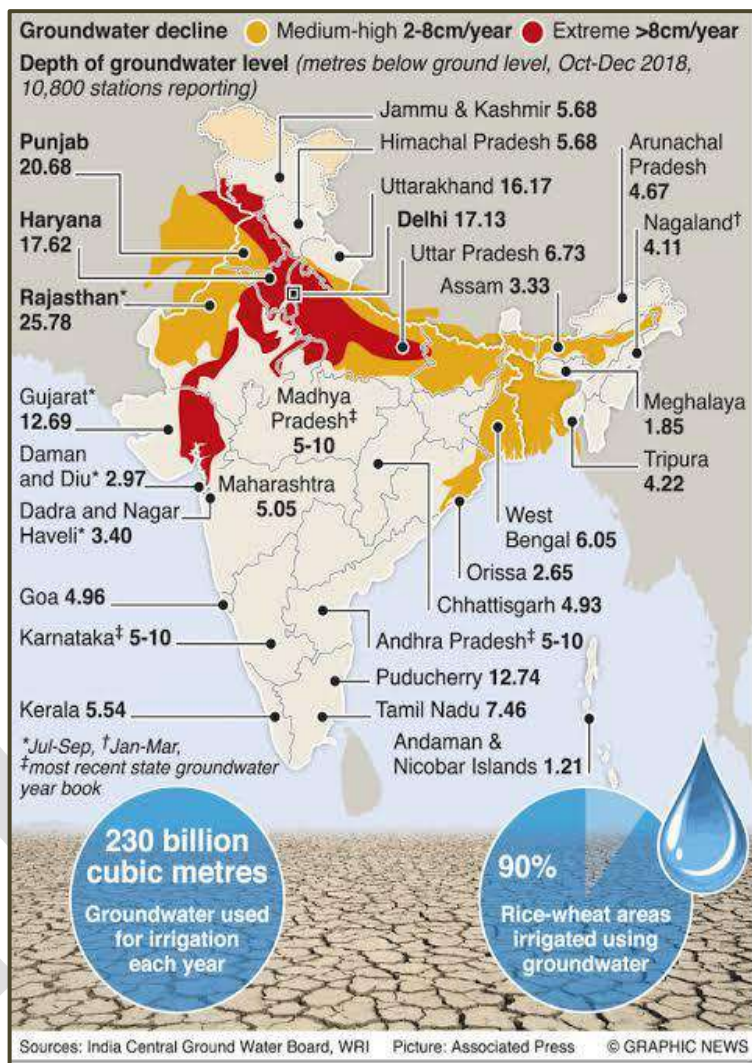 Groundwater decline Medium-high 2-8cm/year Extreme >8cm/year
Depth of groundwater level (metres below ground level, Oct-Dec 2018,
10,800 stations reporting)
Jammu & Kashmir 5.68
Himachal Pradesh 5.68
Arunachal
Pradesh
4.67
Punjab
20.68
Uttarakhand 16.17
Haryana
17.62
Delhi 17.13
Nagaland†
4.11
Uttar Pradesh 6.73
Assam 3.33
Rajasthan*
25.78
Gujarat*
12.69
Madhya
Pradesh‡
5-10
Meghalaya
1.85
Daman
and Diu* 2.97
Maharashtra
5.05
Tripura
4.22
Dadra and Nagar
Haveli* 3.40
West
Bengal 6.05
Orissa 2.65
Goa 4.96
Chhattisgarh 4.93
Karnataka‡ 5-10
Andhra Pradesh‡ 5-10
Puducherry 12.74
Kerala 5.54
Tamil Nadu 7.46
*Jul-Sep, †Jan-Mar,
‡most recent state groundwater
year book
Andaman &
Nicobar Islands 1.21
230 billion
cubic metres
Groundwater used
for irrigation
each year
90%
Rice-wheat areas
irrigated using
groundwater
Sources: India Central Ground Water Board, WRI Picture: Associated Press © GRAPHIC NEWS